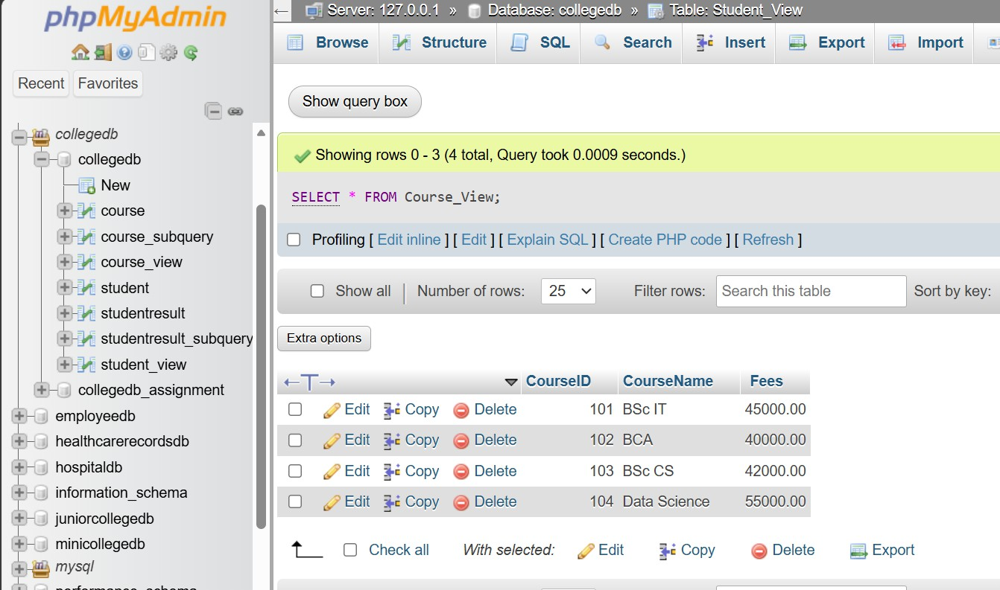 phpMyAdmin
Recent Favorites
collegedb
collegedb
New
course
course_subquery
course_view
student
studentresult
studentresult_subquery
student_view
collegedb_assignment
employeedb
healthcarerecordsdb
hospitaldb
information_schema
juniorcollegedb
minicollegedb
mysql
performance_schema
Server: 127.0.0.1 » Database: collegedb » Table: Student_View
Browse Structure SQL Search Insert Export Import
Show query box
Showing rows 0 - 3 (4 total, Query took 0.0009 seconds.)
SELECT * FROM Course_View;
Profiling [ Edit inline ] [ Edit ] [ Explain SQL ] [ Create PHP code ] [ Refresh ]
Show all | Number of rows: 25 Filter rows: Search this table Sort by key:
Extra options
←T→ CourseID CourseName Fees
Edit Copy Delete 101 BSc IT 45000.00
Edit Copy Delete 102 BCA 40000.00
Edit Copy Delete 103 BSc CS 42000.00
Edit Copy Delete 104 Data Science 55000.00
Check all With selected: Edit Copy Delete Export